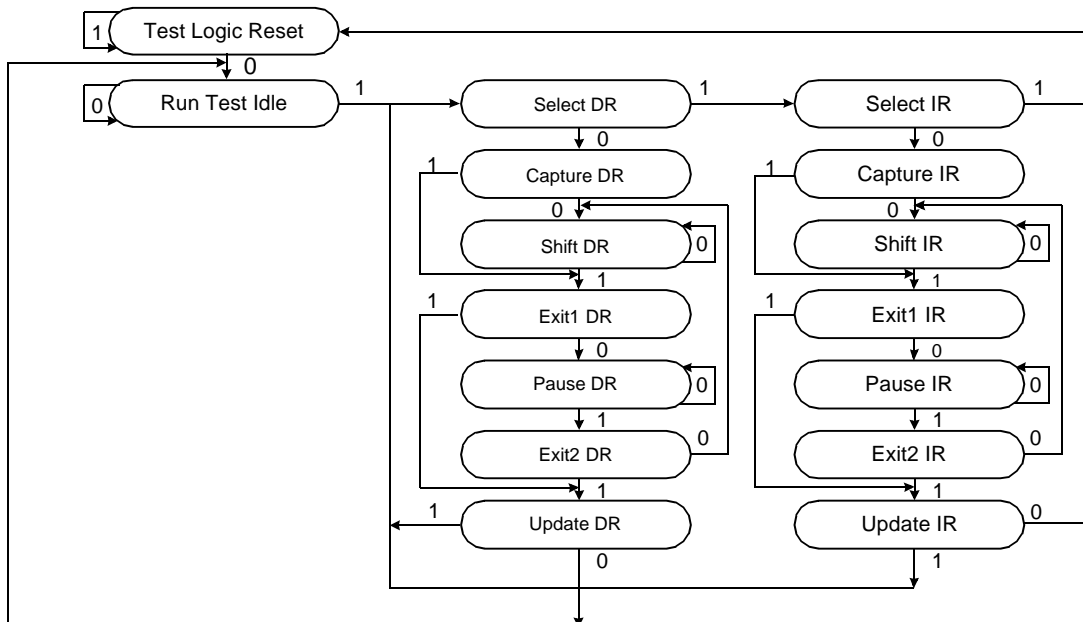 Test Logic Reset
1
0
Run Test Idle
0
1
Select DR
1
Select IR
1
0
0
1
Capture DR
1
Capture IR
0
0
Shift DR
0
Shift IR
0
1
1
1
Exit1 DR
1
Exit1 IR
0
0
Pause DR
0
Pause IR
0
1
1
Exit2 DR
0
Exit2 IR
0
1
1
1
Update DR
Update IR
0
0
1